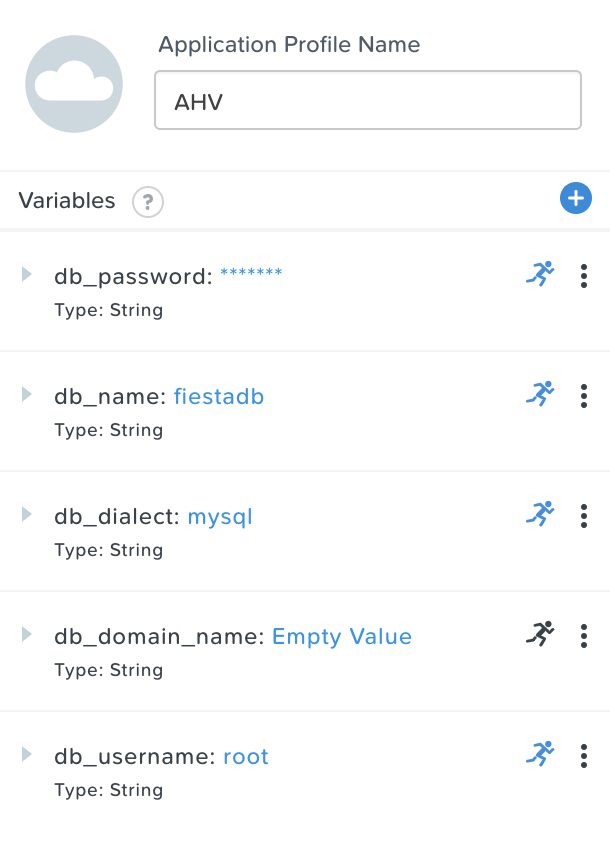 Application Profile Name
AHV
Variables ?
db_password: *******
Type: String
db_name: fiestadb
Type: String
db_dialect: mysql
Type: String
db_domain_name: Empty Value
Type: String
db_username: root
Type: String